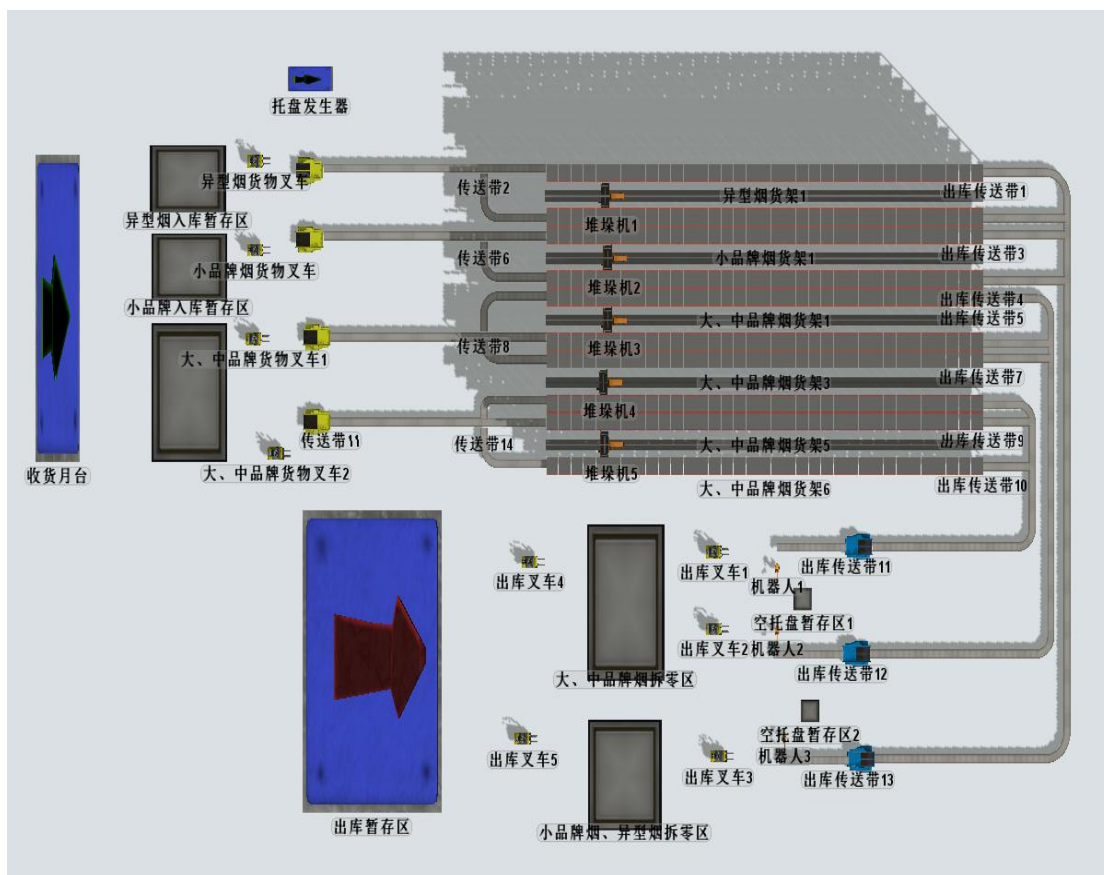 托盘发生器
异型烟货物叉车
传送带2
异型烟货架1
出库传送带1
异型烟入库暂存区
堆垛机1
小品牌烟货物叉车
传送带6
小品牌烟货架1
出库传送带3
小品牌入库暂存区
堆垛机2
出库传送带4
大、中品牌烟货架1
出库传送带5
大、中品牌货物叉车1
传送带8
堆垛机3
大、中品牌烟货架3
出库传送带7
堆垛机4
传送带11
传送带14
大、中品牌烟货架5
出库传送带9
收货月台
大、中品牌货物叉车2
堆垛机5
大、中品牌烟货架6
出库传送带10
出库叉车4
出库叉车1
机器人1
出库传送带11
空托盘暂存区1
出库叉车2
机器人2
出库传送带12
大、中品牌烟拆零区
空托盘暂存区2
出库叉车5
出库叉车3
机器人3
出库传送带13
出库暂存区
小品牌烟、异型烟拆零区